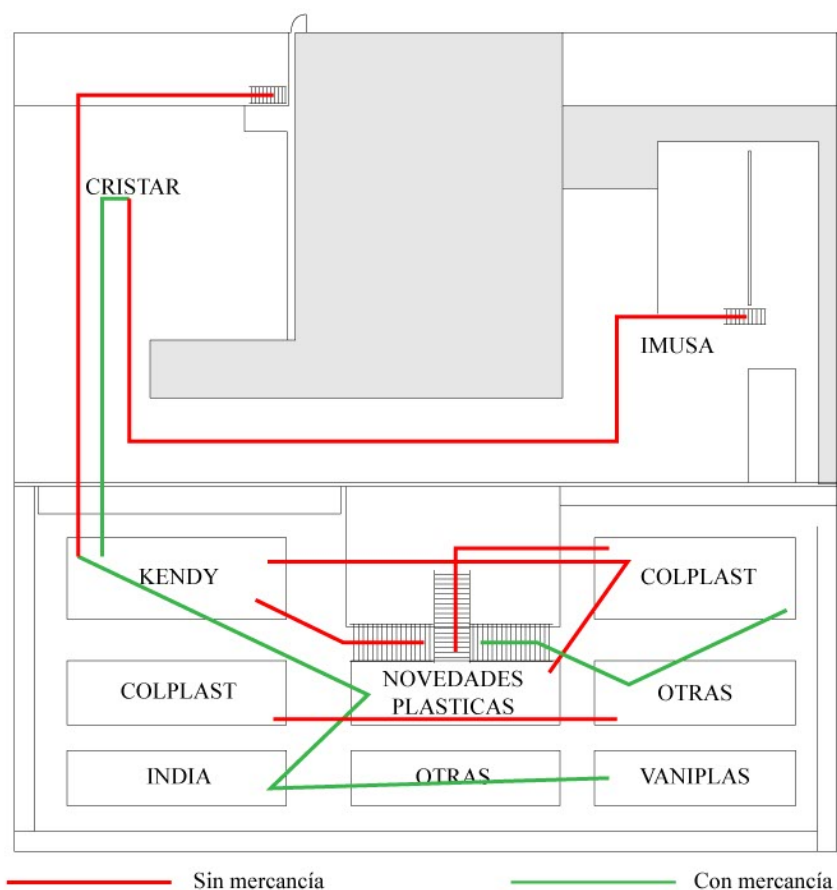 CRISTAR
IMUSA
KENDY
COLPLAST
COLPLAST
NOVEDADES
PLASTICAS
OTRAS
INDIA
OTRAS
VANIPLAS
Sin mercancía
Con mercancía